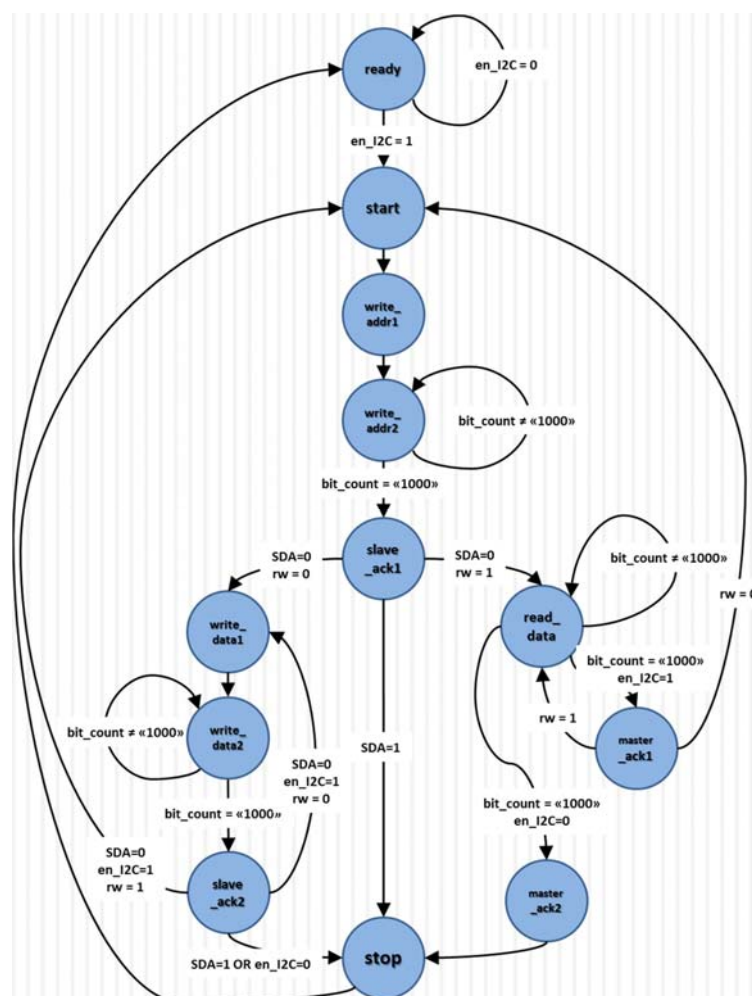 ready
en_I2C = 0
en_I2C = 1
start
write_
addr1
write_
addr2
bit_count ≠ «1000»
bit_count = «1000»
slave
_ack1
SDA=0
rw = 0
SDA=0
rw = 1
bit_count ≠ «1000»
rw = 0
write_
data1
read_
data
bit_count = «1000»
en_I2C=1
write_
data2
bit_count ≠ «1000»
rw = 1
master
_ack1
SDA=1
SDA=0
en_I2C=1
rw = 0
bit_count = «1000»
bit_count = «1000»
en_I2C=0
SDA=0
en_I2C=1
rw = 1
slave
_ack2
master
_ack2
SDA=1 OR en_I2C=0
stop